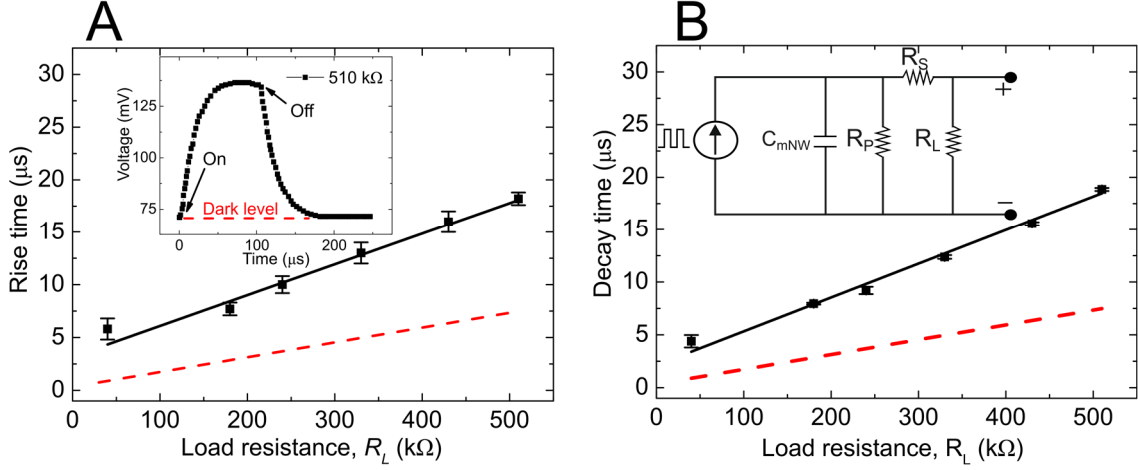 A
30
25
20
15
10
5
0
Rise time (μs)
0 100 200 300 400 500
Load resistance, R_L (kΩ)
125
100
75
Voltage (mV)
510 kΩ
Off
On
Dark level
0 100 200
Time (μs)
B
30
25
20
15
10
5
0
Decay time (μs)
0 100 200 300 400 500
Load resistance, R_L (kΩ)
R_S
+
C_mNW R_P R_L
−